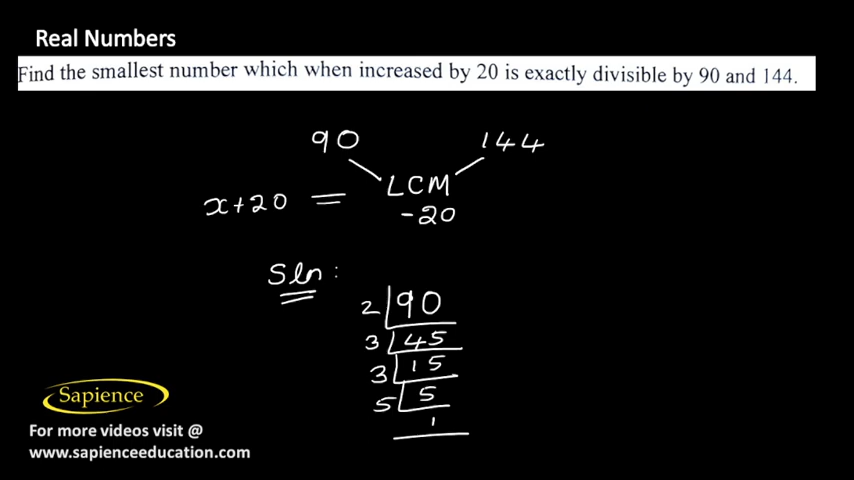 Real Numbers
Find the smallest number which when increased by 20 is exactly divisible by 90 and 144.
90 144
x+20 = LCM
-20
Sln :
2 90
3 45
3 15
5 5
1
Sapience
For more videos visit @
www.sapienceeducation.com